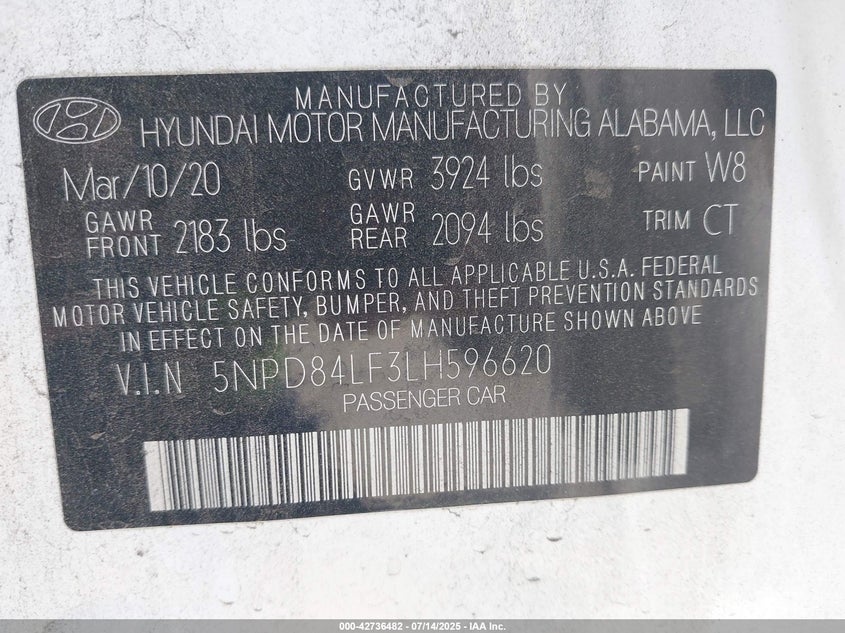 MANUFACTURED BY
HYUNDAI MOTOR MANUFACTURING ALABAMA, LLC
Mar/10/20 GVWR 3924 lbs PAINT W8
GAWR FRONT 2183 lbs GAWR REAR 2094 lbs TRIM CT
THIS VEHICLE CONFORMS TO ALL APPLICABLE U.S.A. FEDERAL
MOTOR VEHICLE SAFETY, BUMPER, AND THEFT PREVENTION STANDARDS
IN EFFECT ON THE DATE OF MANUFACTURE SHOWN ABOVE
V.I.N 5NPD84LF3LH596620
PASSENGER CAR
000-42736482 - 07/14/2025 - IAA Inc.